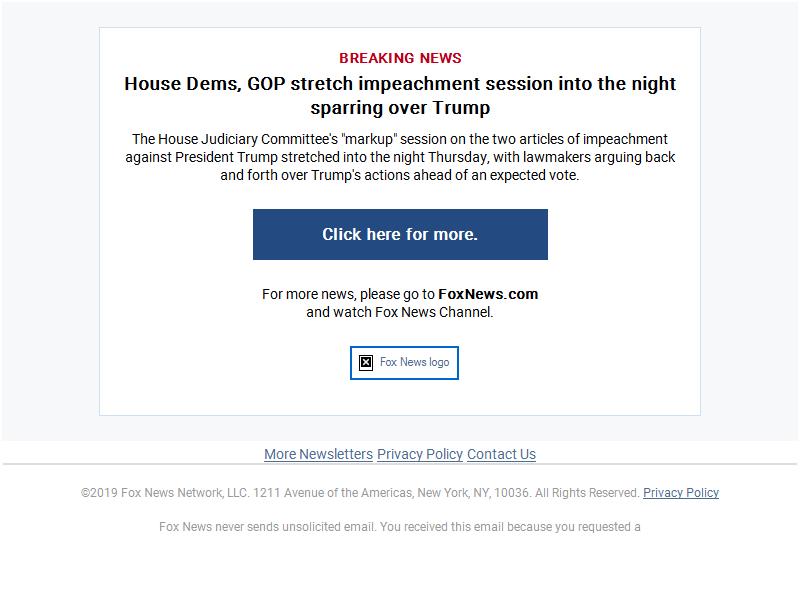 BREAKING NEWS
House Dems, GOP stretch impeachment session into the night
sparring over Trump
The House Judiciary Committee's "markup" session on the two articles of impeachment
against President Trump stretched into the night Thursday, with lawmakers arguing back
and forth over Trump's actions ahead of an expected vote.
Click here for more.
For more news, please go to FoxNews.com
and watch Fox News Channel.
Fox News logo
More Newsletters Privacy Policy Contact Us
©2019 Fox News Network, LLC. 1211 Avenue of the Americas, New York, NY, 10036. All Rights Reserved. Privacy Policy
Fox News never sends unsolicited email. You received this email because you requested a